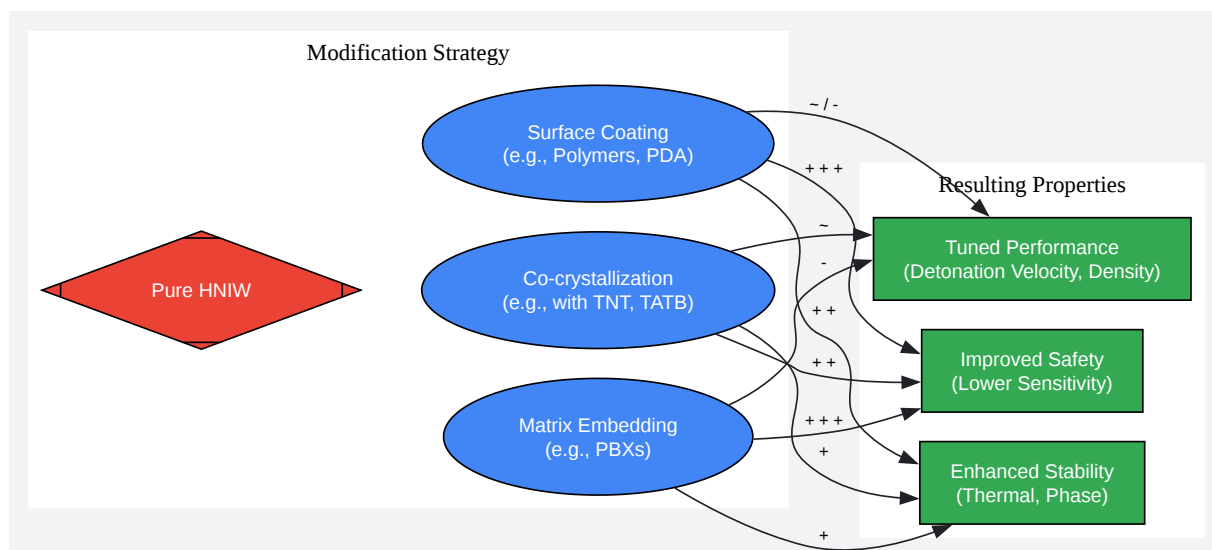 Modification Strategy
Surface Coating
(e.g., Polymers, PDA)
Pure HNIW
Co-crystallization
(e.g., with TNT, TATB)
Matrix Embedding
(e.g., PBXs)
~ / -
+ + +
~
-
+ +
+ +
+ + +
+
+
Resulting Properties
Tuned Performance
(Detonation Velocity, Density)
Improved Safety
(Lower Sensitivity)
Enhanced Stability
(Thermal, Phase)